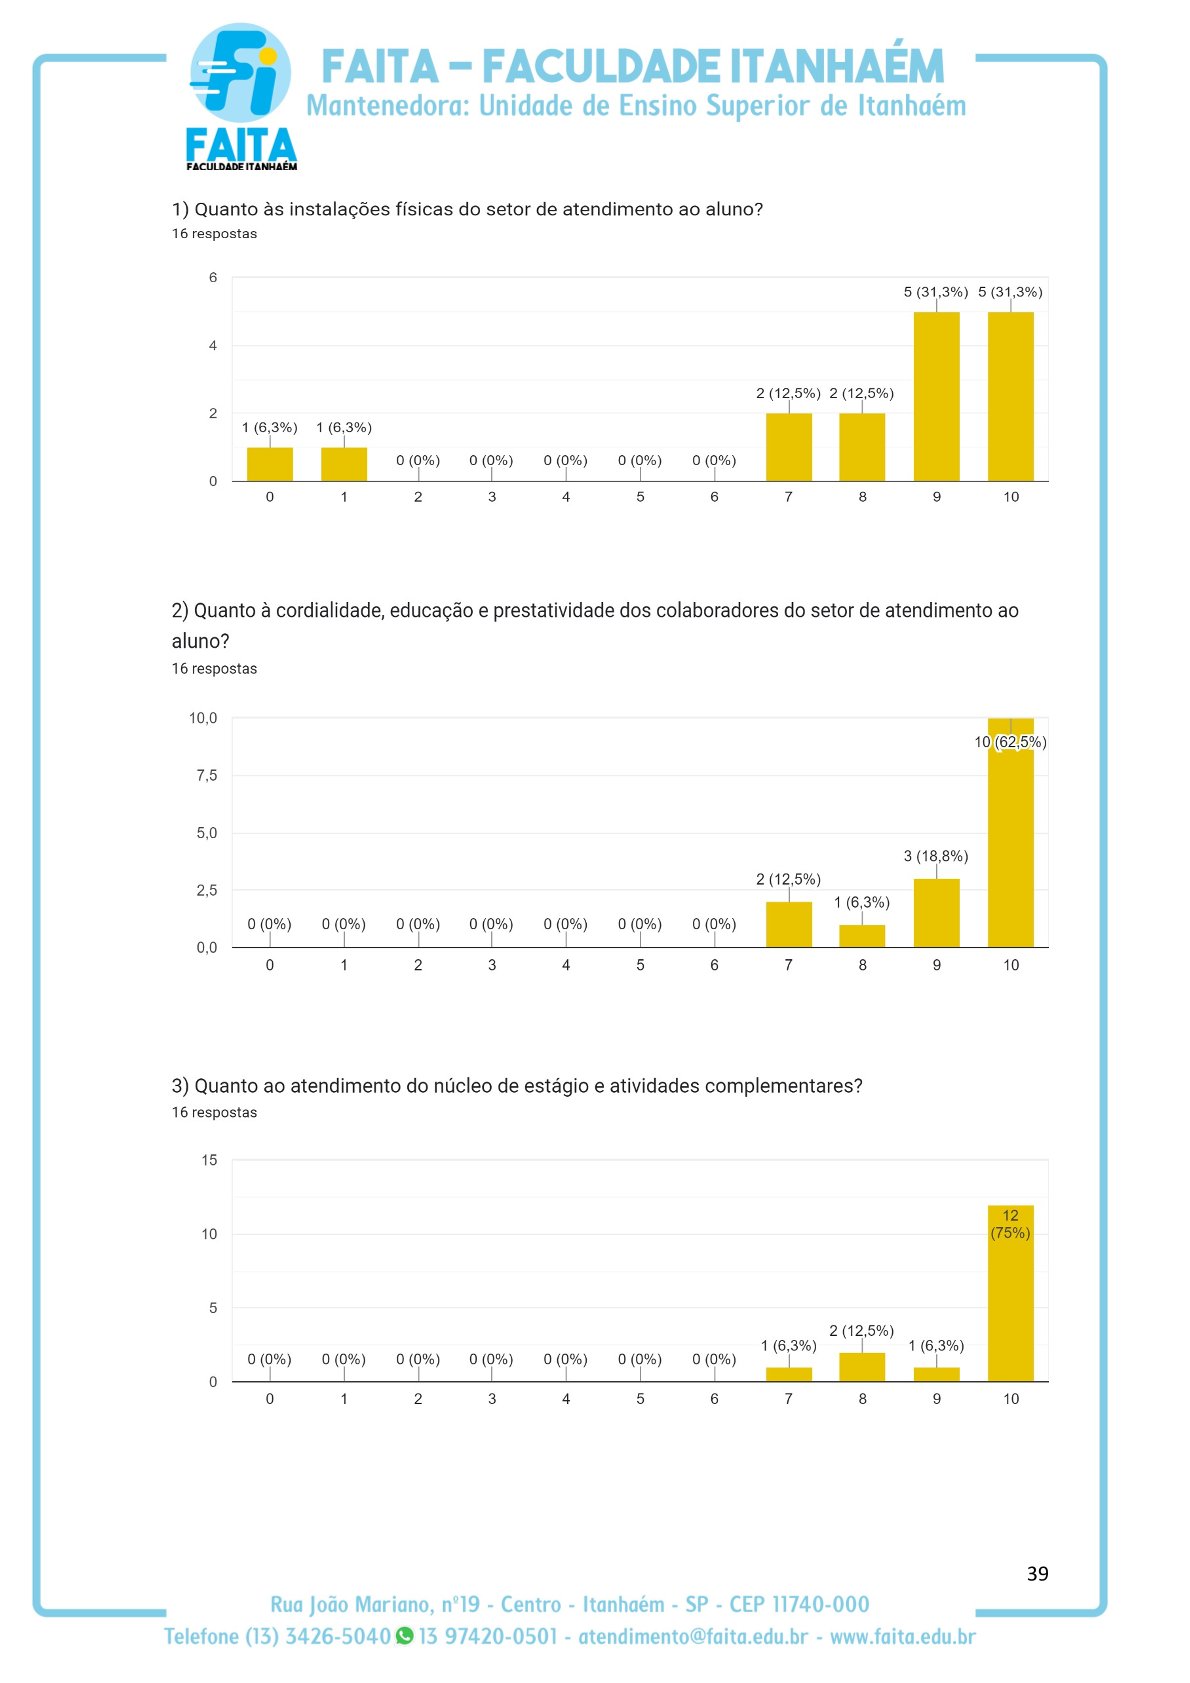 FAITA – FACULDADE ITANHAÉM
Mantenedora: Unidade de Ensino Superior de Itanhaém
Fi
FAITA
FACULDADE ITANHAÉM
1) Quanto às instalações físicas do setor de atendimento ao aluno?
16 respostas
6
5 (31,3%) 5 (31,3%)
4
2 (12,5%) 2 (12,5%)
2
1 (6,3%) 1 (6,3%)
0 (0%) 0 (0%) 0 (0%) 0 (0%) 0 (0%)
0
0 1 2 3 4 5 6 7 8 9 10
2) Quanto à cordialidade, educação e prestatividade dos colaboradores do setor de atendimento ao
aluno?
16 respostas
10,0
10 (62,5%)
7,5
5,0
3 (18,8%)
2 (12,5%)
2,5
1 (6,3%)
0 (0%) 0 (0%) 0 (0%) 0 (0%) 0 (0%) 0 (0%) 0 (0%)
0,0
0 1 2 3 4 5 6 7 8 9 10
3) Quanto ao atendimento do núcleo de estágio e atividades complementares?
16 respostas
15
12
(75%)
10
5
2 (12,5%)
1 (6,3%) 1 (6,3%)
0 (0%) 0 (0%) 0 (0%) 0 (0%) 0 (0%) 0 (0%) 0 (0%)
0
0 1 2 3 4 5 6 7 8 9 10
39
Rua João Mariano, nº19 - Centro - Itanhaém - SP - CEP 11740-000
Telefone (13) 3426-5040 13 97420-0501 - atendimento@faita.edu.br - www.faita.edu.br